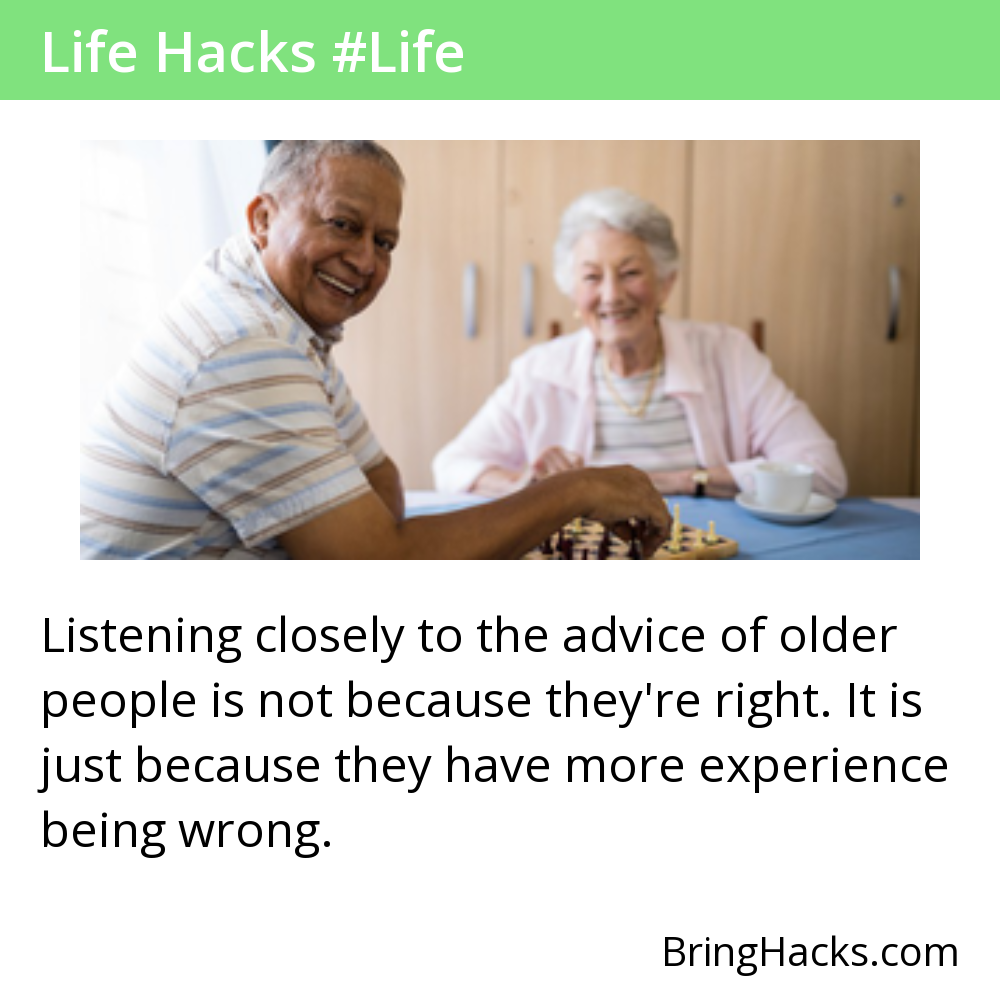 Life Hacks #Life
Listening closely to the advice of older
people is not because they're right. It is
just because they have more experience
being wrong.
BringHacks.com